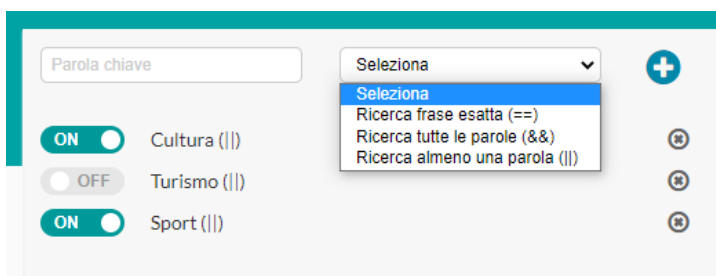 Parola chiave
Seleziona
Seleziona
Ricerca frase esatta (==)
Ricerca tutte le parole (&&)
Ricerca almeno una parola (||)
ON Cultura (||)
OFF Turismo (||)
ON Sport (||)